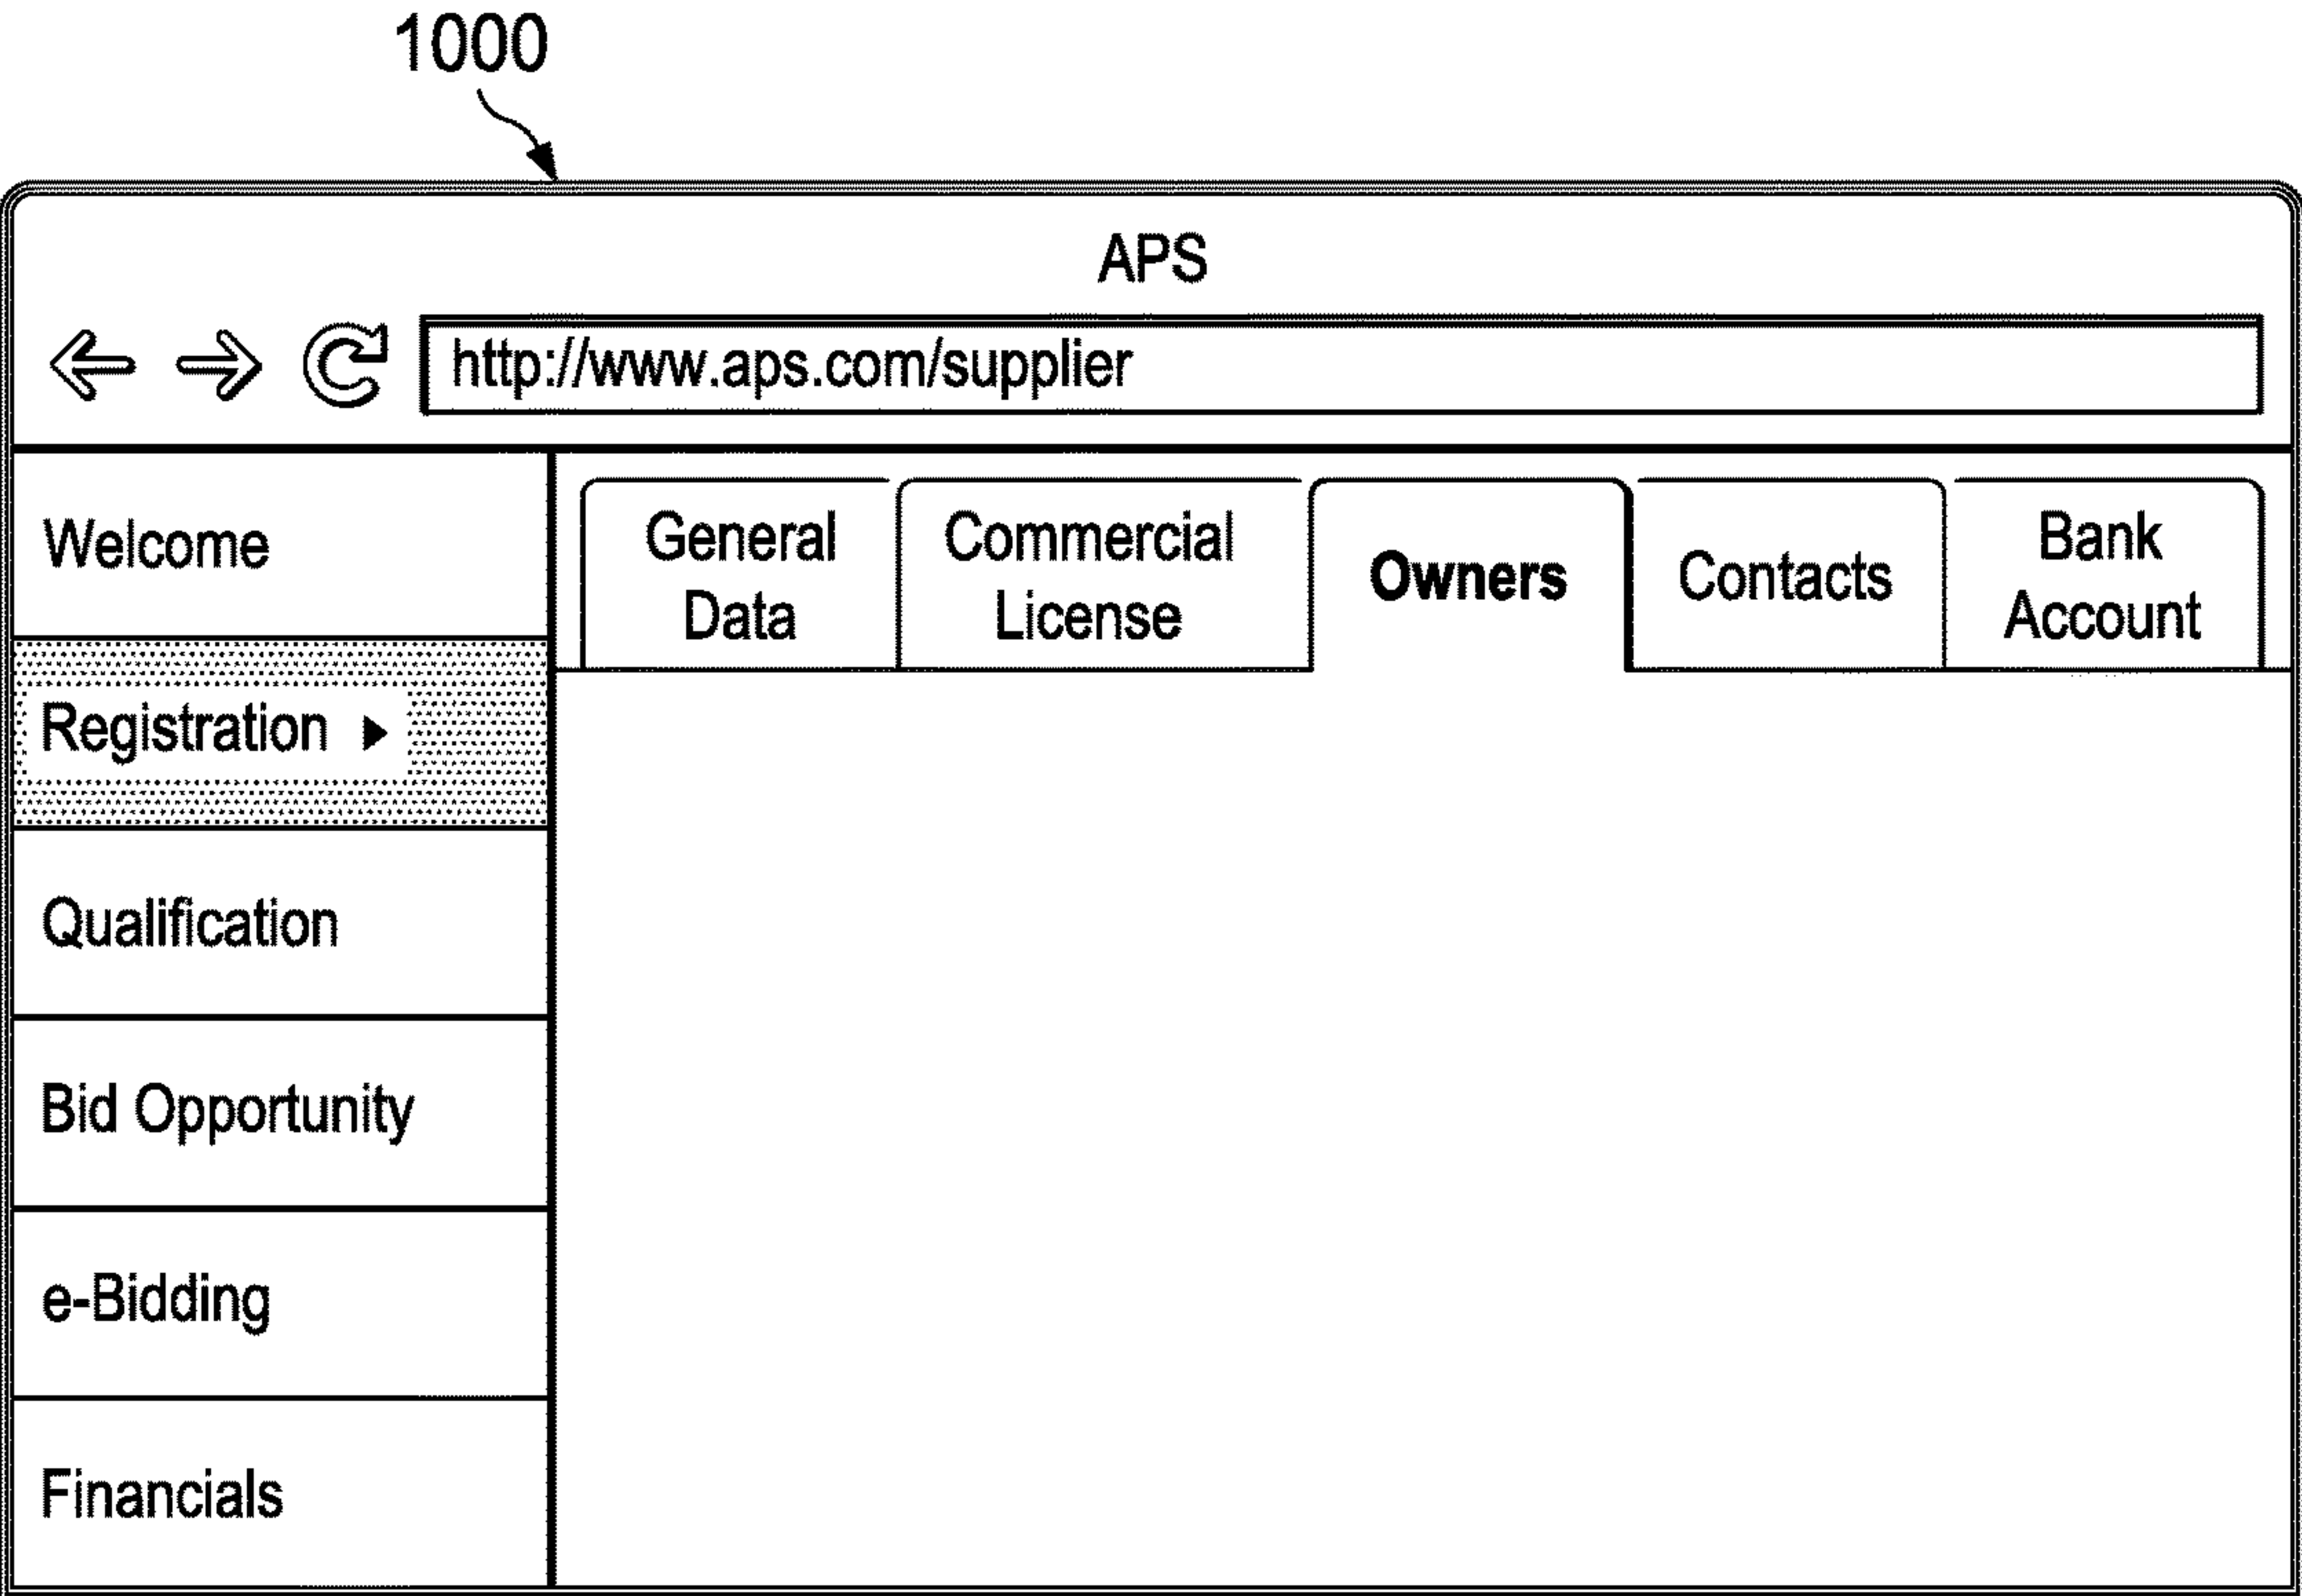 1000
APS
http://www.aps.com/supplier
Welcome
Registration ▶
Qualification
Bid Opportunity
e-Bidding
Financials
General
Data
Commercial
License
Owners
Contacts
Bank
Account